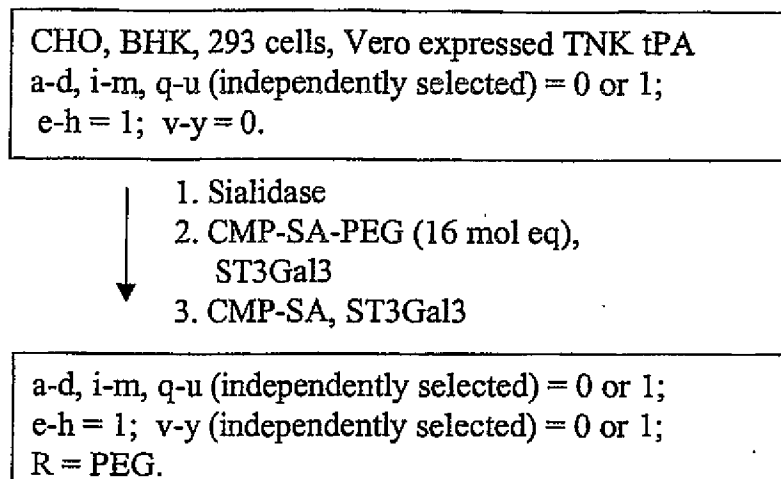 CHO, BHK, 293 cells, Vero expressed TNK tPA
a-d, i-m, q-u (independently selected) = 0 or 1;
e-h = 1; v-y = 0.
1. Sialidase
2. CMP-SA-PEG (16 mol eq),
ST3Gal3
3. CMP-SA, ST3Gal3
a-d, i-m, q-u (independently selected) = 0 or 1;
e-h = 1; v-y (independently selected) = 0 or 1;
R = PEG.